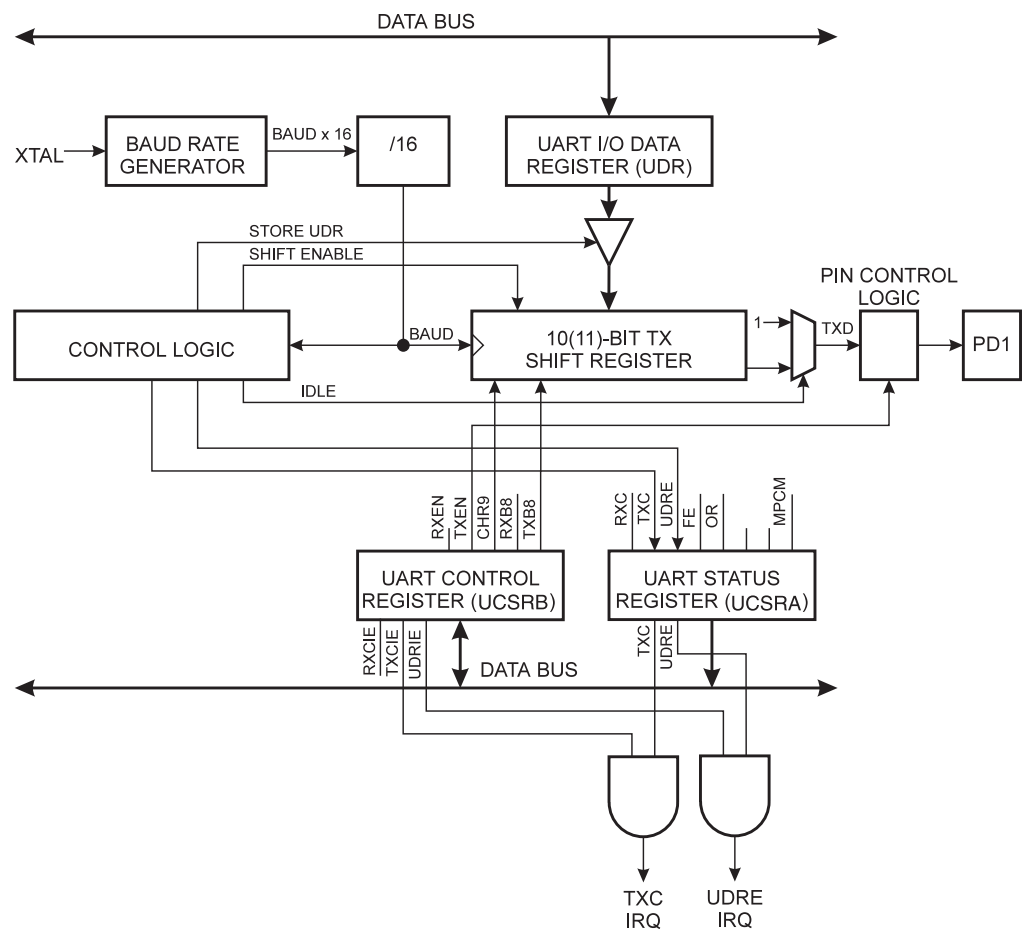 DATA BUS
XTAL
BAUD RATE
GENERATOR
BAUD x 16
/16
UART I/O DATA
REGISTER (UDR)
STORE UDR
SHIFT ENABLE
PIN CONTROL
LOGIC
CONTROL LOGIC
BAUD
10(11)-BIT TX
SHIFT REGISTER
1
TXD
PD1
IDLE
RXEN
TXEN
CHR9
RXB8
TXB8
RXC
TXC
UDRE
FE
OR
MPCM
UART CONTROL
REGISTER (UCSRB)
UART STATUS
REGISTER (UCSRA)
RXCIE
TXCIE
UDRIE
TXC
UDRE
DATA BUS
TXC
IRQ
UDRE
IRQ